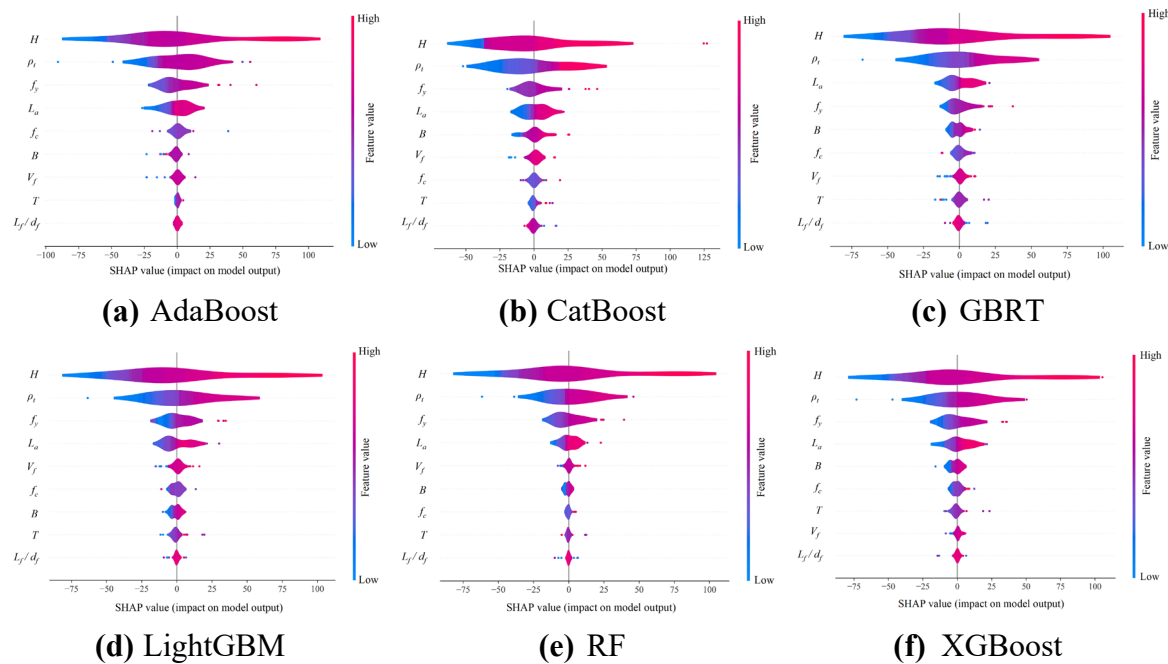 High
H
ρt
fy
La
fc
B
Vf
T
Lf / df
Feature value
Low
−100 −75 −50 −25 0 25 50 75 100
SHAP value (impact on model output)
(a) AdaBoost
High
H
ρt
fy
La
B
Vf
fc
T
Lf / df
Feature value
Low
−50 −25 0 25 50 75 100 125
SHAP value (impact on model output)
(b) CatBoost
High
H
ρt
La
fy
B
fc
Vf
T
Lf / df
Feature value
Low
−75 −50 −25 0 25 50 75 100
SHAP value (impact on model output)
(c) GBRT
High
H
ρt
fy
La
Vf
fc
B
T
Lf / df
Feature value
Low
−75 −50 −25 0 25 50 75 100
SHAP value (impact on model output)
(d) LightGBM
High
H
ρt
fy
La
Vf
B
fc
T
Lf / df
Feature value
Low
−75 −50 −25 0 25 50 75 100
SHAP value (impact on model output)
(e) RF
High
H
ρt
fy
La
B
fc
T
Vf
Lf / df
Feature value
Low
−75 −50 −25 0 25 50 75 100
SHAP value (impact on model output)
(f) XGBoost